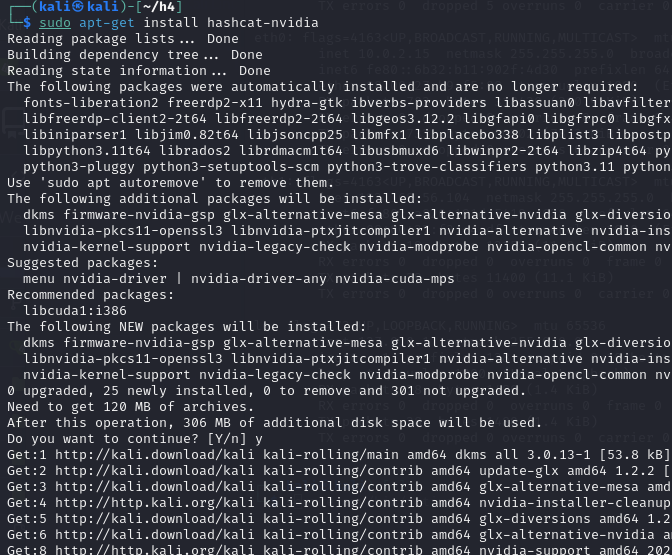 ┌──(kali㉿kali)-[~/h4]
└─$ sudo apt-get install hashcat-nvidia
Reading package lists... Done
Building dependency tree... Done
Reading state information... Done
The following packages were automatically installed and are no longer required:
fonts-liberation2 freerdp2-x11 hydra-gtk ibverbs-providers libassuan0 libavfilter
libfreerdp-client2-2t64 libfreerdp2-2t64 libgeos3.12.2 libgfapi0 libgfrpc0 libgfx
libiniparser1 libjim0.82t64 libjsoncpp25 libmfx1 libplacebo338 libplist3 libpostp
libpython3.11t64 librados2 librdmacm1t64 libusbmuxd6 libwinpr2-2t64 libzip4t64 py
python3-pluggy python3-setuptools-scm python3-trove-classifiers python3.11 python
Use 'sudo apt autoremove' to remove them.
The following additional packages will be installed:
dkms firmware-nvidia-gsp glx-alternative-mesa glx-alternative-nvidia glx-diversio
libnvidia-pkcs11-openssl3 libnvidia-ptxjitcompiler1 nvidia-alternative nvidia-ins
nvidia-kernel-support nvidia-legacy-check nvidia-modprobe nvidia-opencl-common nv
Suggested packages:
menu nvidia-driver | nvidia-driver-any nvidia-cuda-mps
Recommended packages:
libcuda1:i386
The following NEW packages will be installed:
dkms firmware-nvidia-gsp glx-alternative-mesa glx-alternative-nvidia glx-diversio
libnvidia-pkcs11-openssl3 libnvidia-ptxjitcompiler1 nvidia-alternative nvidia-ins
nvidia-kernel-support nvidia-legacy-check nvidia-modprobe nvidia-opencl-common nv
0 upgraded, 25 newly installed, 0 to remove and 301 not upgraded.
Need to get 120 MB of archives.
After this operation, 306 MB of additional disk space will be used.
Do you want to continue? [Y/n] y
Get:1 http://kali.download/kali kali-rolling/main amd64 dkms all 3.0.13-1 [53.8 kB]
Get:2 http://kali.download/kali kali-rolling/contrib amd64 update-glx amd64 1.2.2 [
Get:3 http://kali.download/kali kali-rolling/contrib amd64 glx-alternative-mesa amd
Get:4 http://http.kali.org/kali kali-rolling/contrib amd64 nvidia-installer-cleanup
Get:5 http://kali.download/kali kali-rolling/contrib amd64 glx-diversions amd64 1.2
Get:6 http://kali.download/kali kali-rolling/contrib amd64 glx-alternative-nvidia a
Get:8 http://http.kali.org/kali kali-rolling/contrib amd64 nvidia-support amd64 2